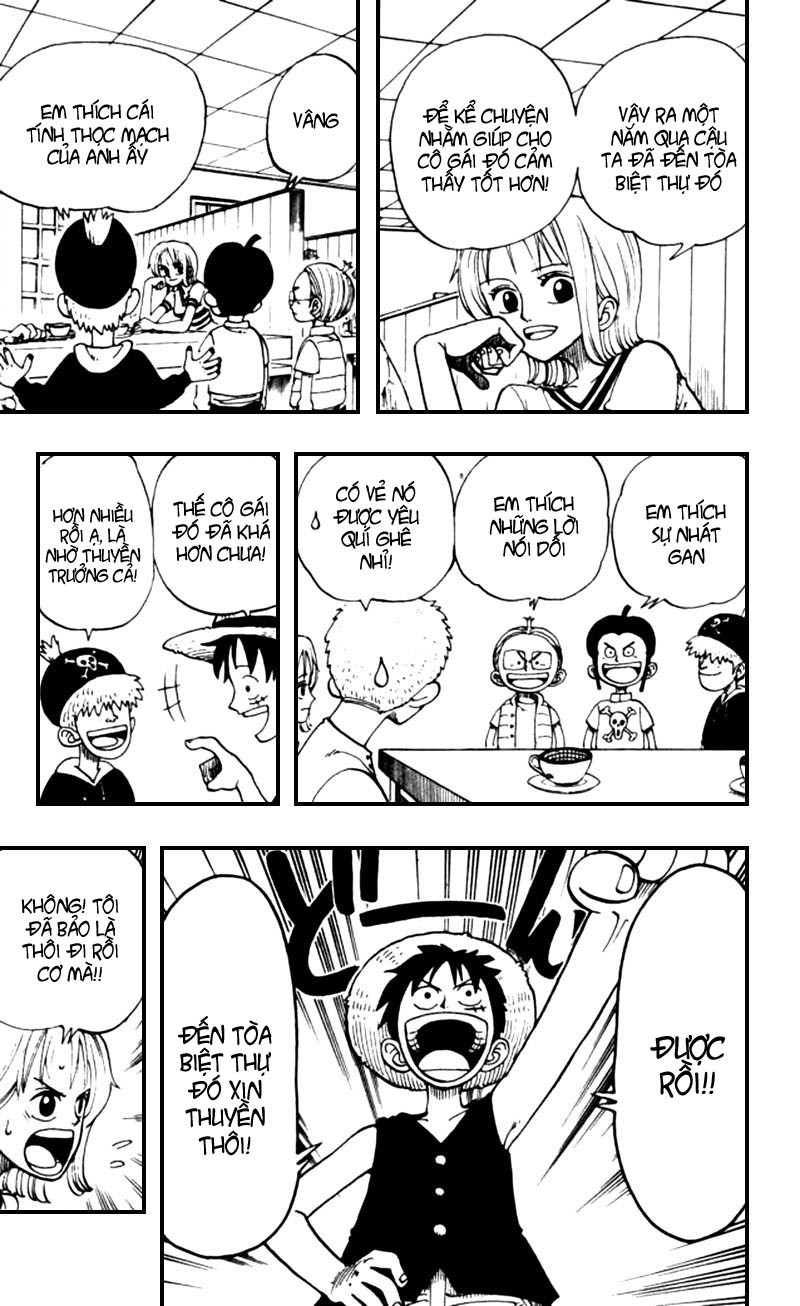 VẬY RA MỘT
NĂM QUA CẬU
TA ĐÃ ĐẾN TÒA
BIỆT THỰ ĐÓ
ĐỂ KỂ CHUYỆN
NHẰM GIÚP CHO
CÔ GÁI ĐÓ CẢM
THẤY TỐT HƠN!
VÂNG
EM THÍCH CÁI
TÍNH THỌC MẠCH
CỦA ANH ẤY
EM THÍCH
SỰ NHÁT
GAN
EM THÍCH
NHỮNG LỜI
NÓI DỐI
CÓ VẺ NÓ
ĐƯỢC YÊU
QUÍ GHÊ
NHỈ!
THẾ CÔ GÁI
ĐÓ ĐÃ KHÁ
HƠN CHƯA!
HƠN NHIỀU
RỒI Ạ, LÀ
NHỜ THUYỀN
TRƯỞNG CẢ!
ĐƯỢC
RỒI!!
どーん
ĐẾN TÒA
BIỆT THỰ
ĐÓ XIN
THUYỀN
THÔI!
KHÔNG! TÔI
ĐÃ BẢO LÀ
THÔI ĐI RỒI
CƠ MÀ!!